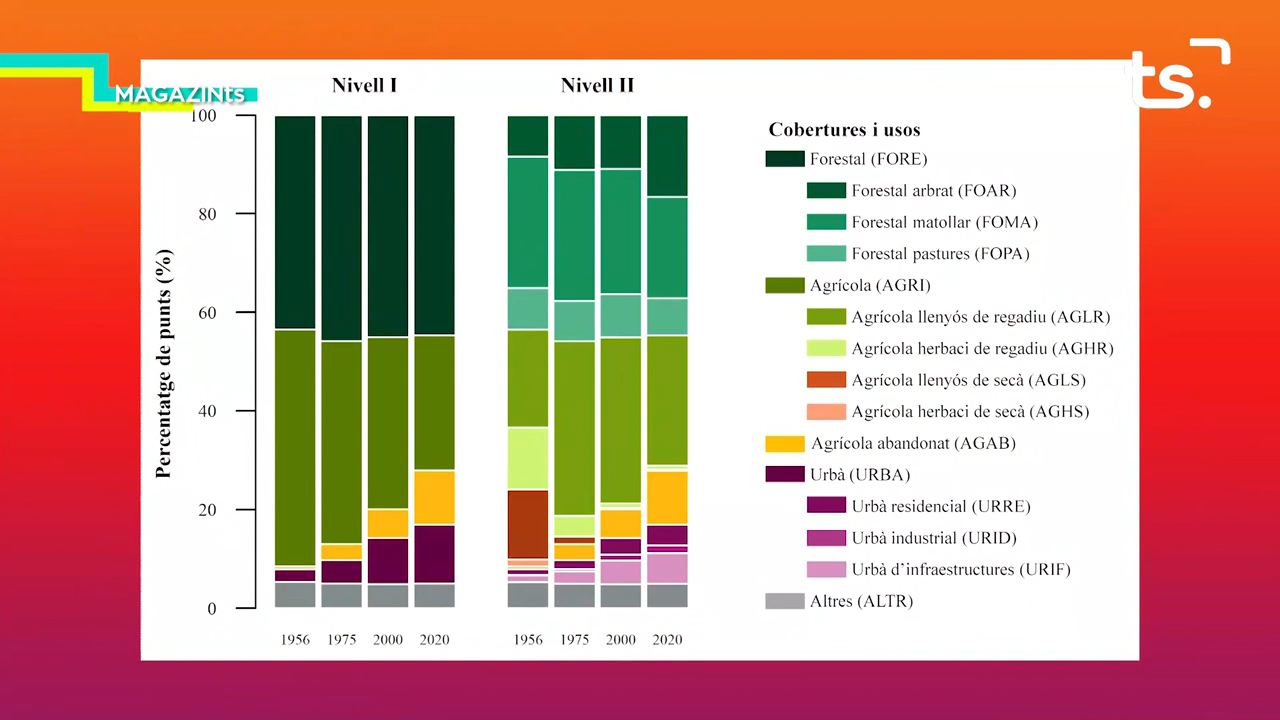 MAGAZINts
ts.
Nivell I
Nivell II
Percentatge de punts (%)
100
80
60
40
20
0
1956 1975 2000 2020
1956 1975 2000 2020
Cobertures i usos
Forestal (FORE)
Forestal arbrat (FOAR)
Forestal matollar (FOMA)
Forestal pastures (FOPA)
Agrícola (AGRI)
Agrícola llenyós de regadiu (AGLR)
Agrícola herbaci de regadiu (AGHR)
Agrícola llenyós de secà (AGLS)
Agrícola herbaci de secà (AGHS)
Agrícola abandonat (AGAB)
Urbà (URBA)
Urbà residencial (URRE)
Urbà industrial (URID)
Urbà d'infraestructures (URIF)
Altres (ALTR)